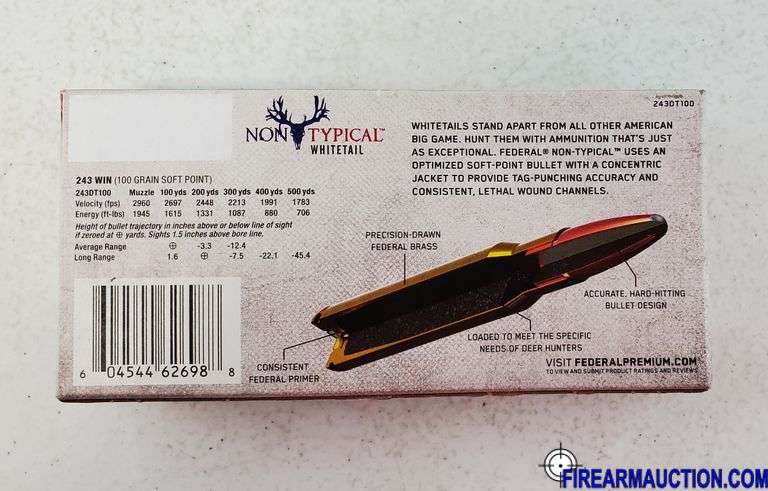 243DT100
NON TYPICAL™
WHITETAIL
WHITETAILS STAND APART FROM ALL OTHER AMERICAN
BIG GAME. HUNT THEM WITH AMMUNITION THAT'S JUST
AS EXCEPTIONAL. FEDERAL® NON-TYPICAL™ USES AN
OPTIMIZED SOFT-POINT BULLET WITH A CONCENTRIC
JACKET TO PROVIDE TAG-PUNCHING ACCURACY AND
CONSISTENT, LETHAL WOUND CHANNELS.
243 WIN (100 GRAIN SOFT POINT)
243DT100 Muzzle 100 yds 200 yds 300 yds 400 yds 500 yds
Velocity (fps) 2960 2697 2448 2213 1991 1783
Energy (ft-lbs) 1945 1615 1331 1087 880 706
Height of bullet trajectory in inches above or below line of sight
if zeroed at ⊕ yards. Sights 1.5 inches above bore line.
Average Range ⊕ -3.3 -12.4
Long Range 1.6 ⊕ -7.5 -22.1 -45.4
PRECISION-DRAWN
FEDERAL BRASS
ACCURATE, HARD-HITTING
BULLET DESIGN
LOADED TO MEET THE SPECIFIC
NEEDS OF DEER HUNTERS
CONSISTENT
FEDERAL PRIMER
6 04544 62698 8
VISIT FEDERALPREMIUM.COM
TO VIEW AND SUBMIT PRODUCT RATINGS AND REVIEWS
FIREARMAUCTION.COM